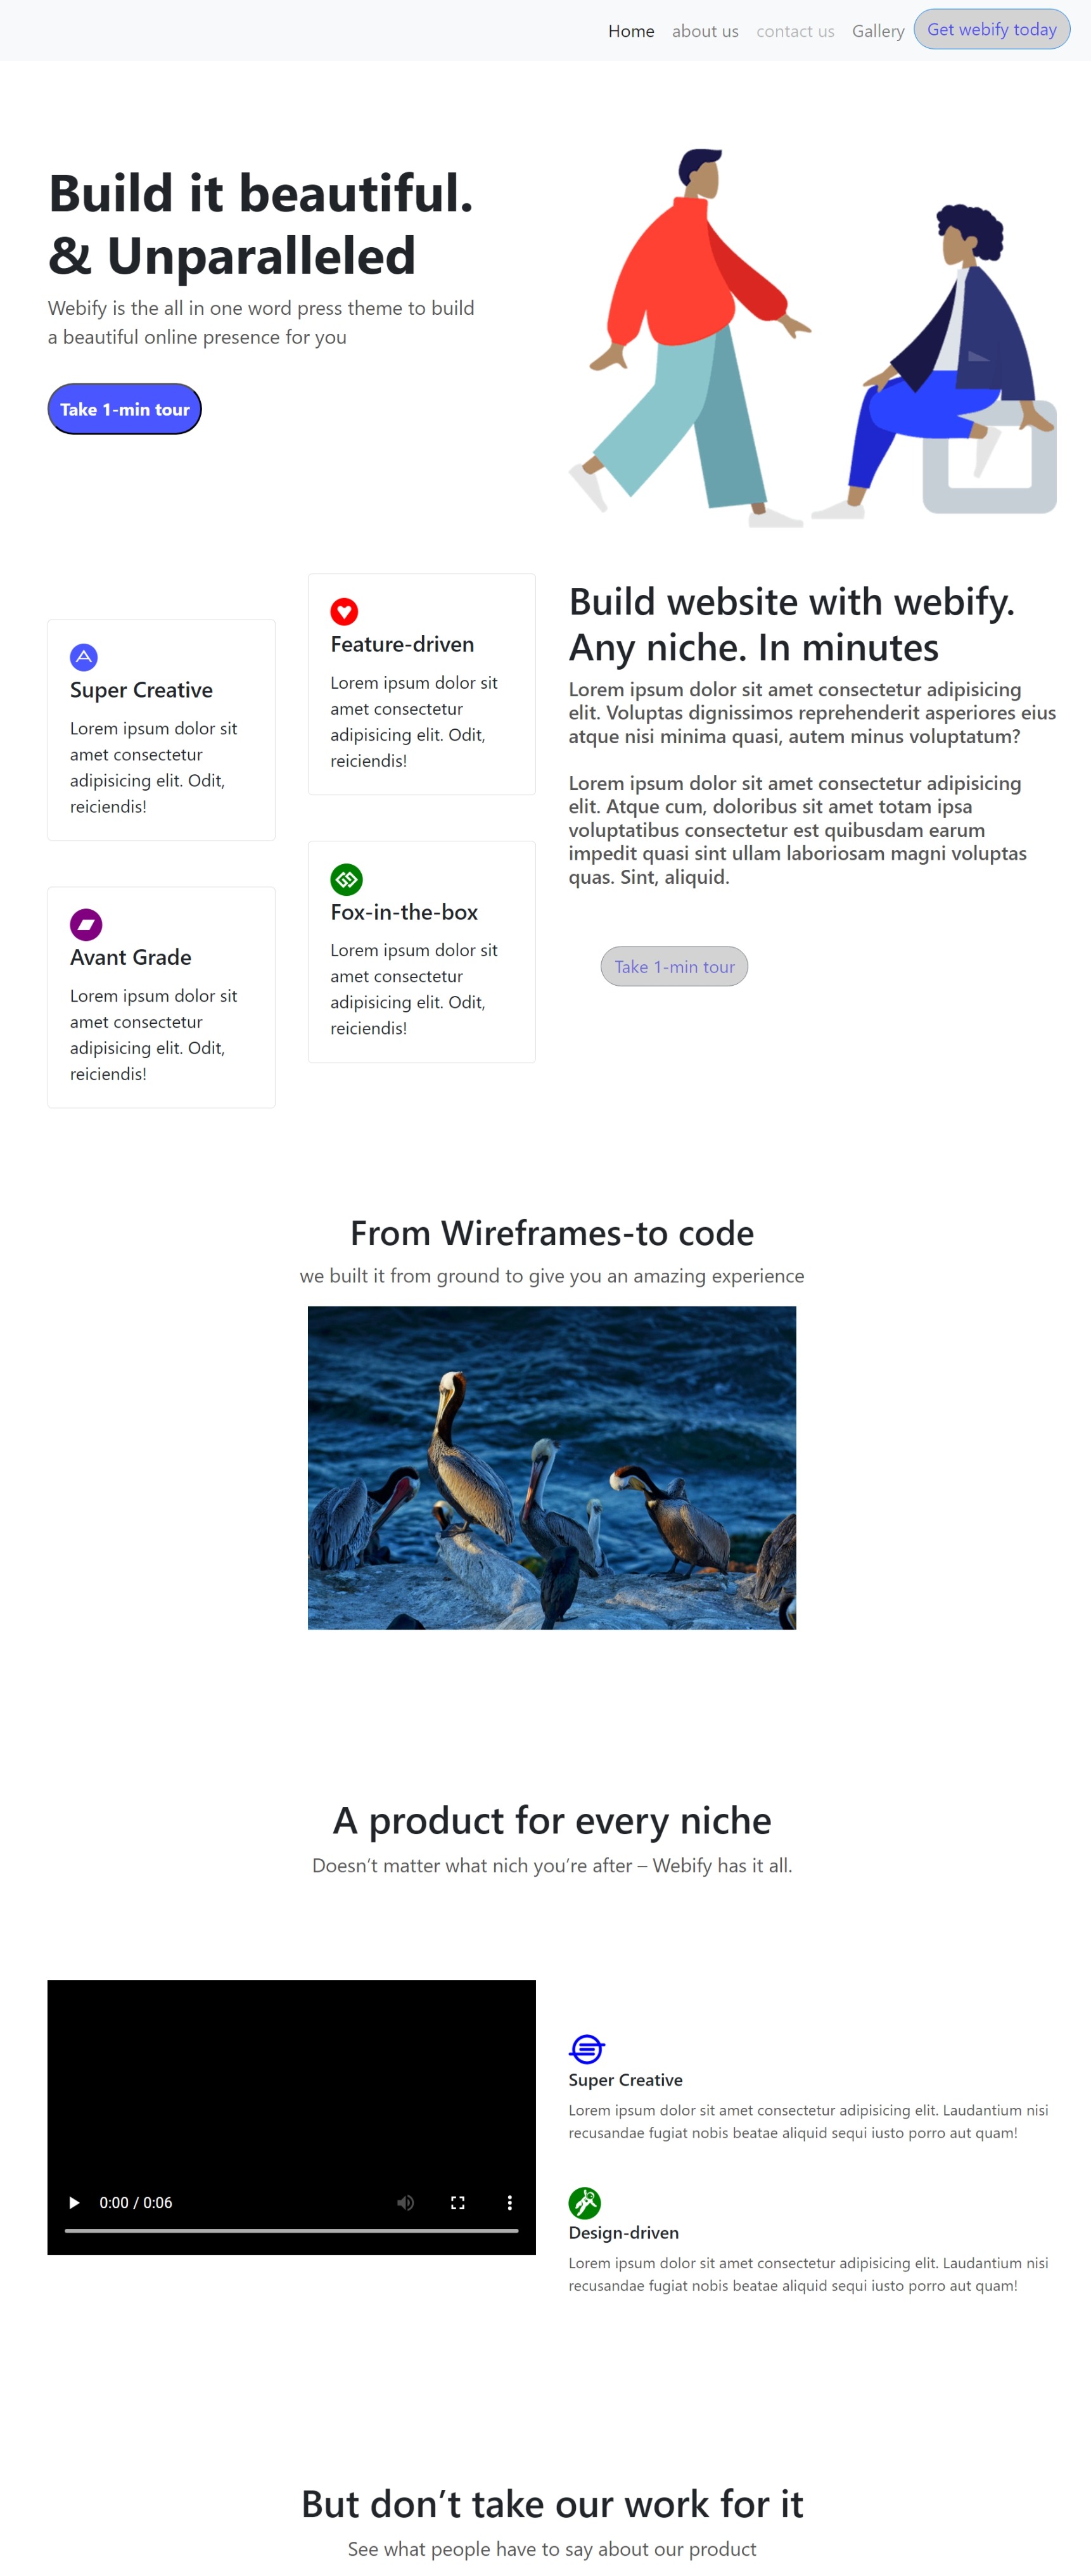 Home about us contact us Gallery Get webify today
Build it beautiful.
& Unparalleled
Webify is the all in one word press theme to build
a beautiful online presence for you
Take 1-min tour
Super Creative
Lorem ipsum dolor sit
amet consectetur
adipisicing elit. Odit,
reiciendis!
Avant Grade
Lorem ipsum dolor sit
amet consectetur
adipisicing elit. Odit,
reiciendis!
Feature-driven
Lorem ipsum dolor sit
amet consectetur
adipisicing elit. Odit,
reiciendis!
Fox-in-the-box
Lorem ipsum dolor sit
amet consectetur
adipisicing elit. Odit,
reiciendis!
Build website with webify.
Any niche. In minutes
Lorem ipsum dolor sit amet consectetur adipisicing
elit. Voluptas dignissimos reprehenderit asperiores eius
atque nisi minima quasi, autem minus voluptatum?
Lorem ipsum dolor sit amet consectetur adipisicing
elit. Atque cum, doloribus sit amet totam ipsa
voluptatibus consectetur est quibusdam earum
impedit quasi sint ullam laboriosam magni voluptas
quas. Sint, aliquid.
Take 1-min tour
From Wireframes-to code
we built it from ground to give you an amazing experience
A product for every niche
Doesn’t matter what nich you’re after – Webify has it all.
0:00 / 0:06
Super Creative
Lorem ipsum dolor sit amet consectetur adipisicing elit. Laudantium nisi
recusandae fugiat nobis beatae aliquid sequi iusto porro aut quam!
Design-driven
Lorem ipsum dolor sit amet consectetur adipisicing elit. Laudantium nisi
recusandae fugiat nobis beatae aliquid sequi iusto porro aut quam!
But don’t take our work for it
See what people have to say about our product